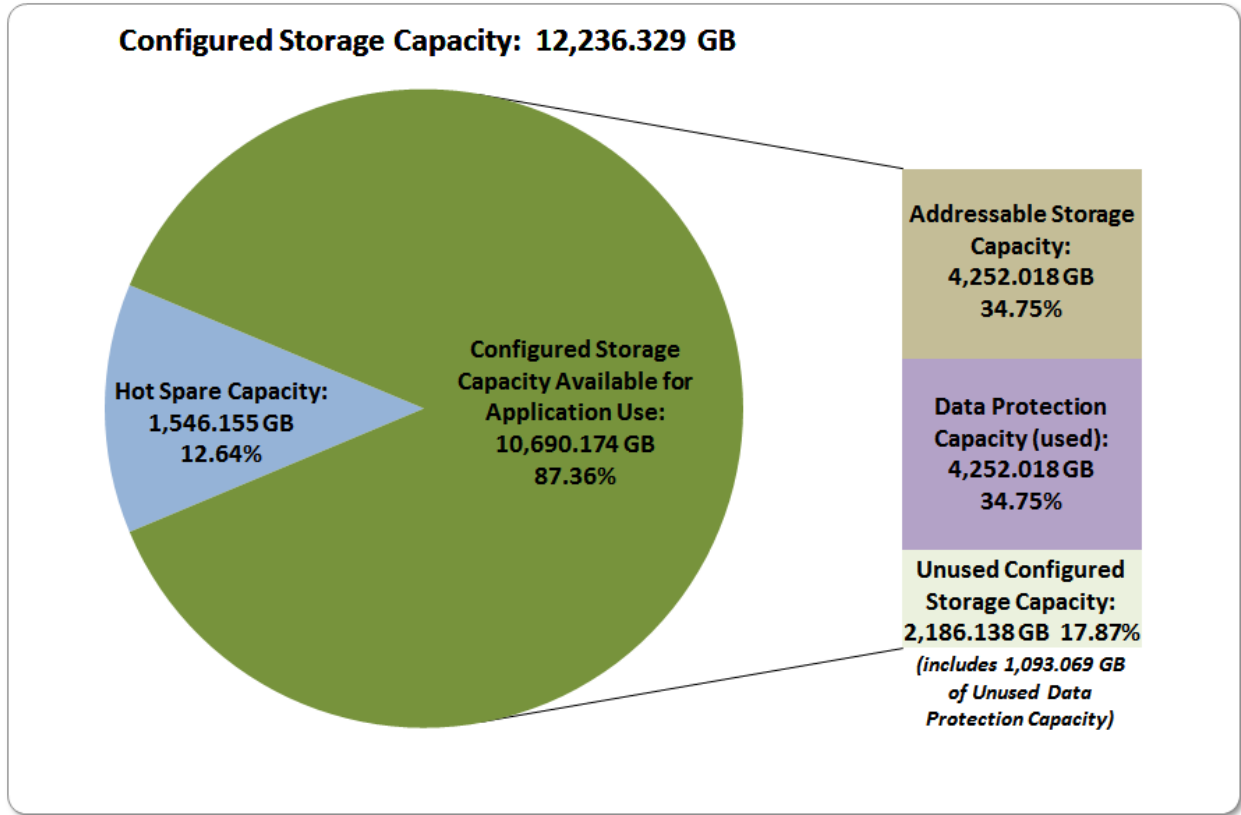 Configured Storage Capacity: 12,236.329 GB
Hot Spare Capacity:
1,546.155 GB
12.64%
Configured Storage
Capacity Available for
Application Use:
10,690.174 GB
87.36%
Addressable Storage
Capacity:
4,252.018 GB
34.75%
Data Protection
Capacity (used):
4,252.018 GB
34.75%
Unused Configured
Storage Capacity:
2,186.138 GB 17.87%
(includes 1,093.069 GB
of Unused Data
Protection Capacity)